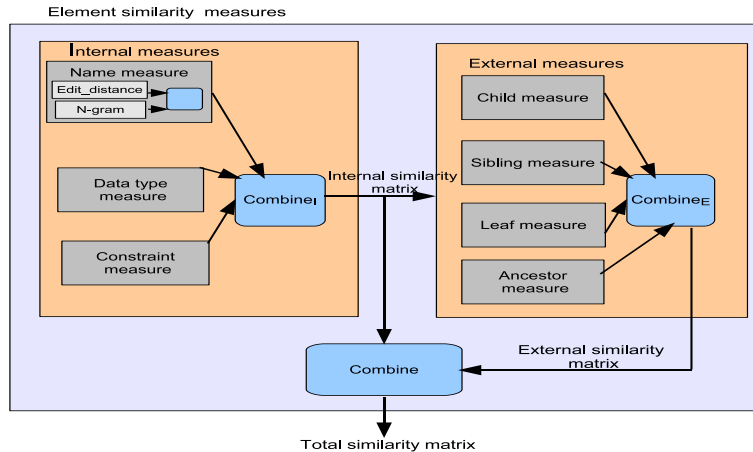 Element similarity measures
Internal measures
Name measure
Edit_distance
N-gram
Data type
measure
Constraint
measure
CombineI
Internal similarity
matrix
External measures
Child measure
Sibling measure
Leaf measure
Ancestor
measure
CombineE
External similarity
matrix
Combine
Total similarity matrix